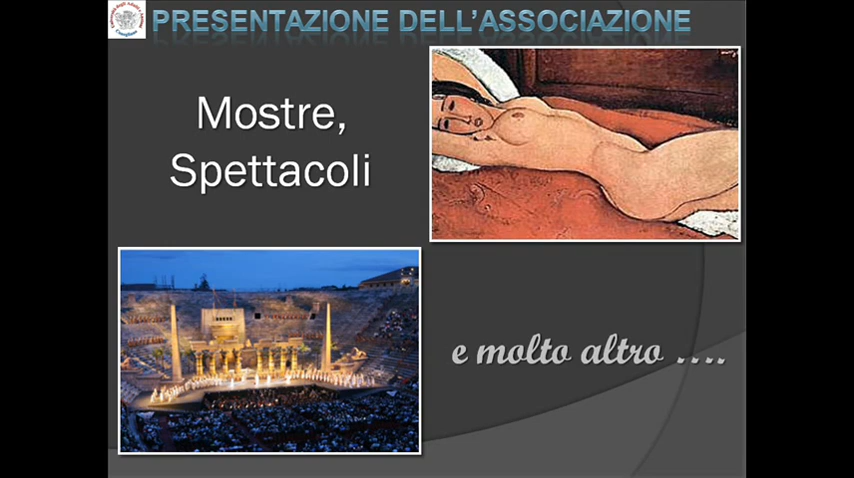 PRESENTAZIONE DELL'ASSOCIAZIONE
Mostre,
Spettacoli
e molto altro ….